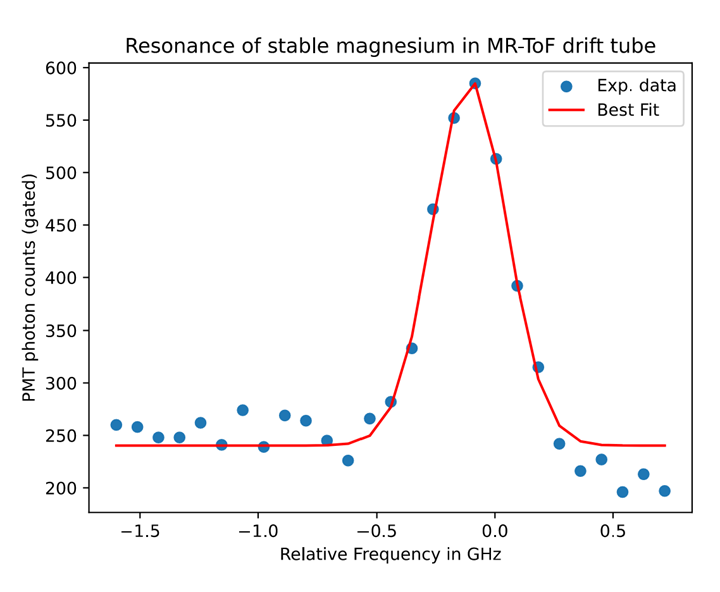 Resonance of stable magnesium in MR-ToF drift tube
Exp. data
Best Fit
PMT photon counts (gated)
600
550
500
450
400
350
300
250
200
−1.5
−1.0
−0.5
0.0
0.5
Relative Frequency in GHz